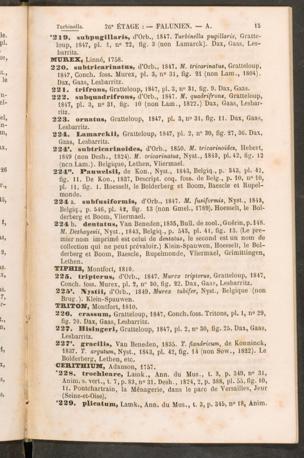 Turbinella. 26e ÉTAGE : — FALUNIEN. — A. 15
*219. subpugillaris, d'Orb., 1847. Turbinella pugillaris, Gratte-
loup, 1847, pl. 1, nº 22, fig. 3 (non Lamarck). Dax, Gaas, Les-
barritz.
MUREX, Linné, 1758.
220. subtricarinatus, d'Orb., 1847. M. tricarinatus, Gratteloup,
1847, Conch. foss. Murex, pl. 3, nº 31, fig. 21 (non Lam., 1804).
Dax, Gaas, Lesbarritz.
221. trifrons, Gratteloup, 1847, pl. 3, nº 31, fig. 9. Dax, Gaas.
222. subquadrifrons, d'Orb., 1847. M. quadrifrons, Gratteloup,
1847, pl. 3, nº 31, fig. 10 (non Lam., 1822.) Dax, Gaas, Lesbar-
ritz.
223. ornatus, Gratteloup, 1847, pl. 3, nº 31, fig. 11. Dax, Gaas,
Lesbarritz.
224. Lamarckii, Gratteloup, 1847, pl. 2, nº 30, fig. 27, 36. Dax,
Gaas, Lesbarritz.
224'. subtricarinoides, d'Orb., 1850. M. tricarinoides, Hebert,
1849 (non Desh., 1824). M. tricarinatus, Nyst., 1843, pl. 42, fig. 12
(non Lam.). Belgique, Lethen, Vliermael.
224". Pauwelsii, de Kon., Nyst., 1843, Belgiq., p. 543, pl. 41,
fig. 11. De Kon., 1837, Descript. coq. foss. de Belg., p. 10, nº 10,
pl. 11, fig. 1. Hoesselt, le Bolderberg et Boom, Baescle et Rupel-
monde.
224 a. subfusiformis, d'Orb., 1847. M. fusiformis, Nyst., 1843,
Belgiq., p. 546, pl. 42, fig. 13 (non Gmel., 1789). Hoesselt, le Bol-
derberg et Boom, Vliermael.
224 b. dentatus, Van Beneden, 1835, Bull. de zool., Guérin, p. 148.
M. Deshayesii, Nyst., 1843, Belgiq., p. 543, pl. 41, fig. 13. (Le pre-
mier nom imprimé est celui de dentatus, le second est un nom de
collection qui ne peut prévaloir.) Klein-Spauwen, Hoesselt, le Bol-
derberg et Boom, Baescle, Rupelmonde, Vliermael, Grimittingen,
Lethen.
TIPHIS, Montfort, 1810.
225. tripterus, d'Orb., 1847. Murex tripterus, Gratteloup, 1847,
Conch. foss. Murex, pl. 2, nº 30, fig. 22. Dax, Gaas, Lesbarritz.
225'. Nystii, d'Orb., 1849. Murex tubifer, Nyst., Belgique (non
Brug.). Klein-Spauwen.
TRITON, Montfort, 1810.
226. crassum, Gratteloup, 1847, Conch. foss. Tritons, pl. 1, nº 29,
fig. 20. Dax, Gaas, Lesbarritz.
227. Hisingeri, Gratteloup, 1847, pl. 2, nº 30, fig. 25. Dax, Gaas,
Lesbarritz.
227'. gracilis, Van Beneden, 1835. T. flandricum, de Koninck,
1837. T. argutum, Nyst., 1843, pl. 42, fig. 14 (non Sow., 1822). Le
Bolderberg, Lethen, etc.
CERITHIUM, Adanson, 1757.
*228. trochleare, Lamk., Ann. du Mus., t. 3, p. 349, nº 31,
Anim. s. vert., t. 7, p. 83, nº 31. Desh., 1824, 2, p. 388, pl. 55, fig. 10,
11. Pontchartrain, la Ménagerie, dans le parc de Versailles, Jeur
(Seine-et-Oise).
*229. plicatum, Lamk., Ann. du Mus., t. 3, p. 345, nº 18, Anim.